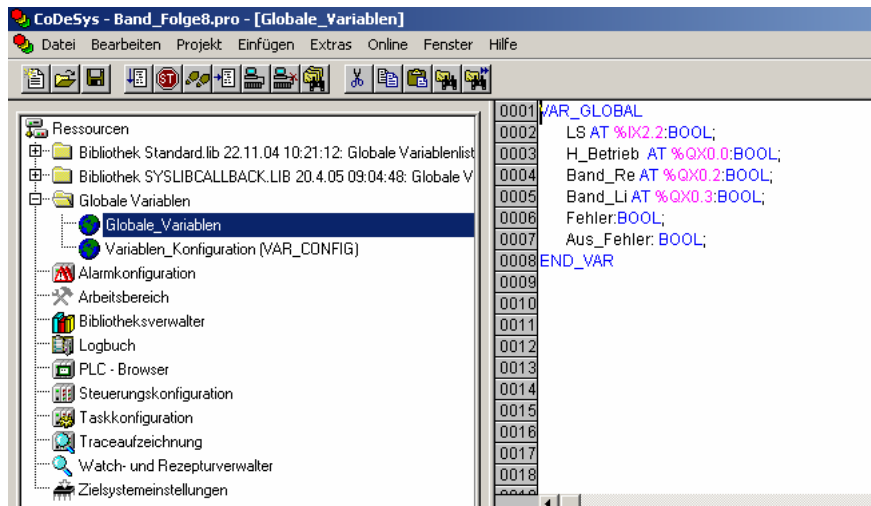 CoDeSys - Band_Folge8.pro - [Globale_Variablen]
Datei Bearbeiten Projekt Einfügen Extras Online Fenster Hilfe
Ressourcen
Bibliothek Standard.lib 22.11.04 10:21:12: Globale Variablenlist
Bibliothek SYSLIBCALLBACK.LIB 20.4.05 09:04:48: Globale V
Globale Variablen
Globale_Variablen
Variablen_Konfiguration (VAR_CONFIG)
Alarmkonfiguration
Arbeitsbereich
Bibliotheksverwalter
Logbuch
PLC - Browser
Steuerungskonfiguration
Taskkonfiguration
Traceaufzeichnung
Watch- und Rezepturverwalter
Zielsystemeinstellungen
0001 VAR_GLOBAL
0002 LS AT %IX2.2:BOOL;
0003 H_Betrieb AT %QX0.0:BOOL;
0004 Band_Re AT %QX0.2:BOOL;
0005 Band_Li AT %QX0.3:BOOL;
0006 Fehler:BOOL;
0007 Aus_Fehler: BOOL;
0008 END_VAR
0009
0010
0011
0012
0013
0014
0015
0016
0017
0018